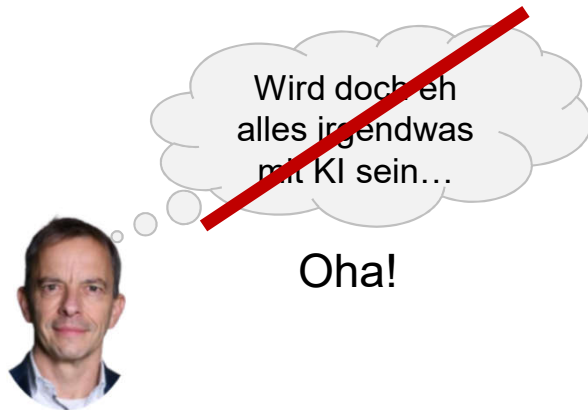 Wird doch eh
alles irgendwas
mit KI sein…
Oha!